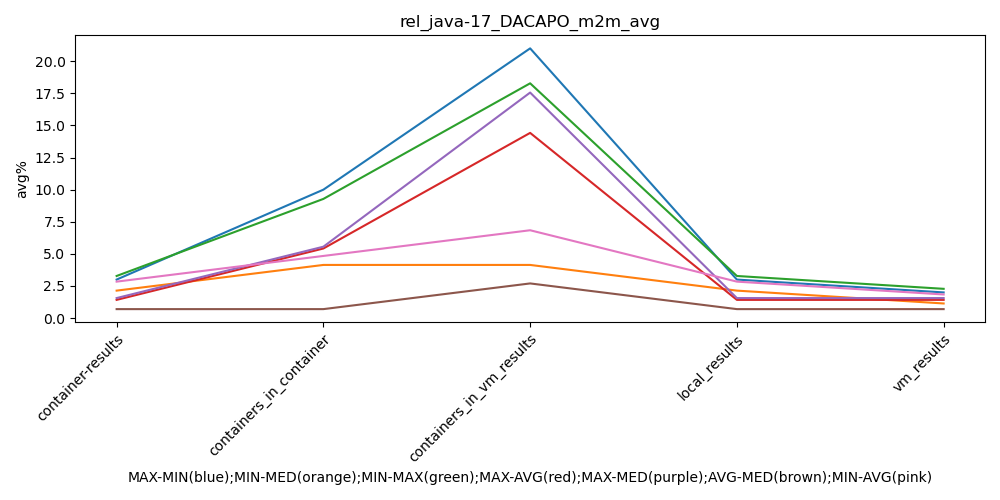 rel_java-17_DACAPO_m2m_avg
20.0
17.5
15.0
12.5
10.0
7.5
5.0
2.5
0.0
avg%
container-results
containers_in_container
containers_in_vm_results
local_results
vm_results
MAX-MIN(blue);MIN-MED(orange);MIN-MAX(green);MAX-AVG(red);MAX-MED(purple);AVG-MED(brown);MIN-AVG(pink)